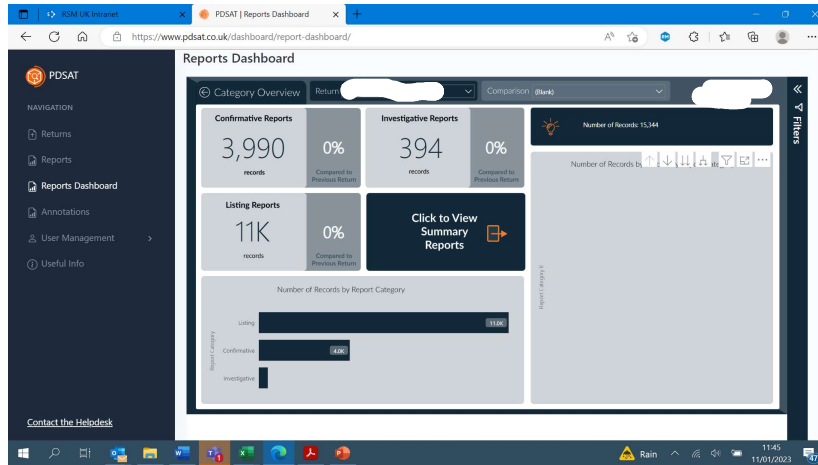 RSM UK Intranet
PDSAT | Reports Dashboard
https://www.pdsat.co.uk/dashboard/report-dashboard/
PDSAT
NAVIGATION
Returns
Reports
Reports Dashboard
Annotations
User Management
Useful Info
Contact the Helpdesk
Reports Dashboard
Category Overview
Return
Comparison (Blank)
Filters
Confirmative Reports
3,990
records
0%
Compared to
Previous Return
Investigative Reports
394
records
0%
Compared to
Previous Return
Number of Records: 15,344
Listing Reports
11K
records
0%
Compared to
Previous Return
Click to View
Summary
Reports
Number of Records by
Report Category II
Number of Records by Report Category
Report Category
Listing
11.0K
Confirmative
4.0K
Investigative
Rain
11:45
11/01/2023
47